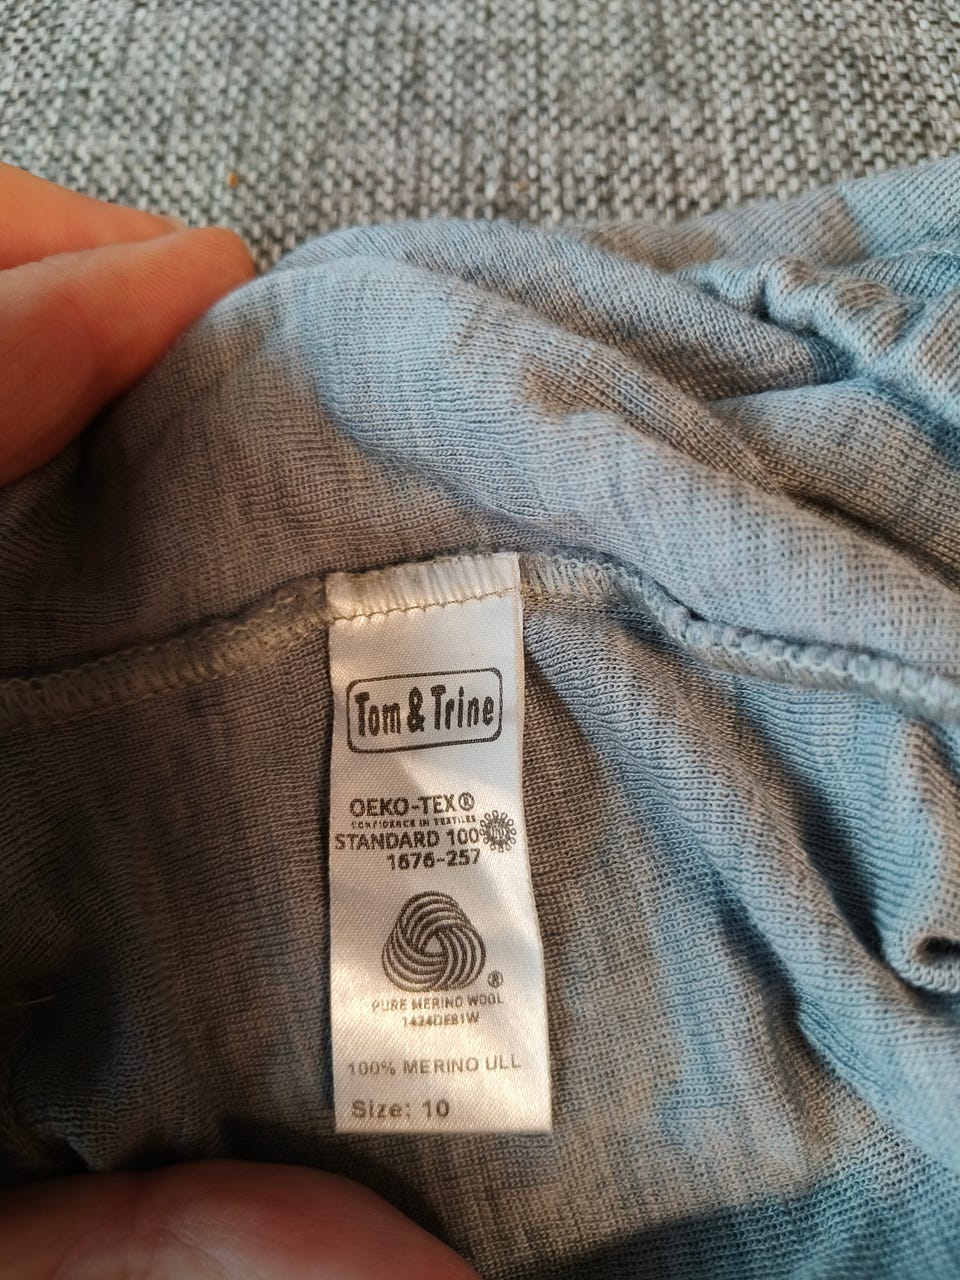 Tom & Trine
OEKO-TEX®
CONFIDENCE IN TEXTILES
STANDARD 100
1676-257
®
PURE MERINO WOOL
1424DE81W
100% MERINO ULL
Size: 10